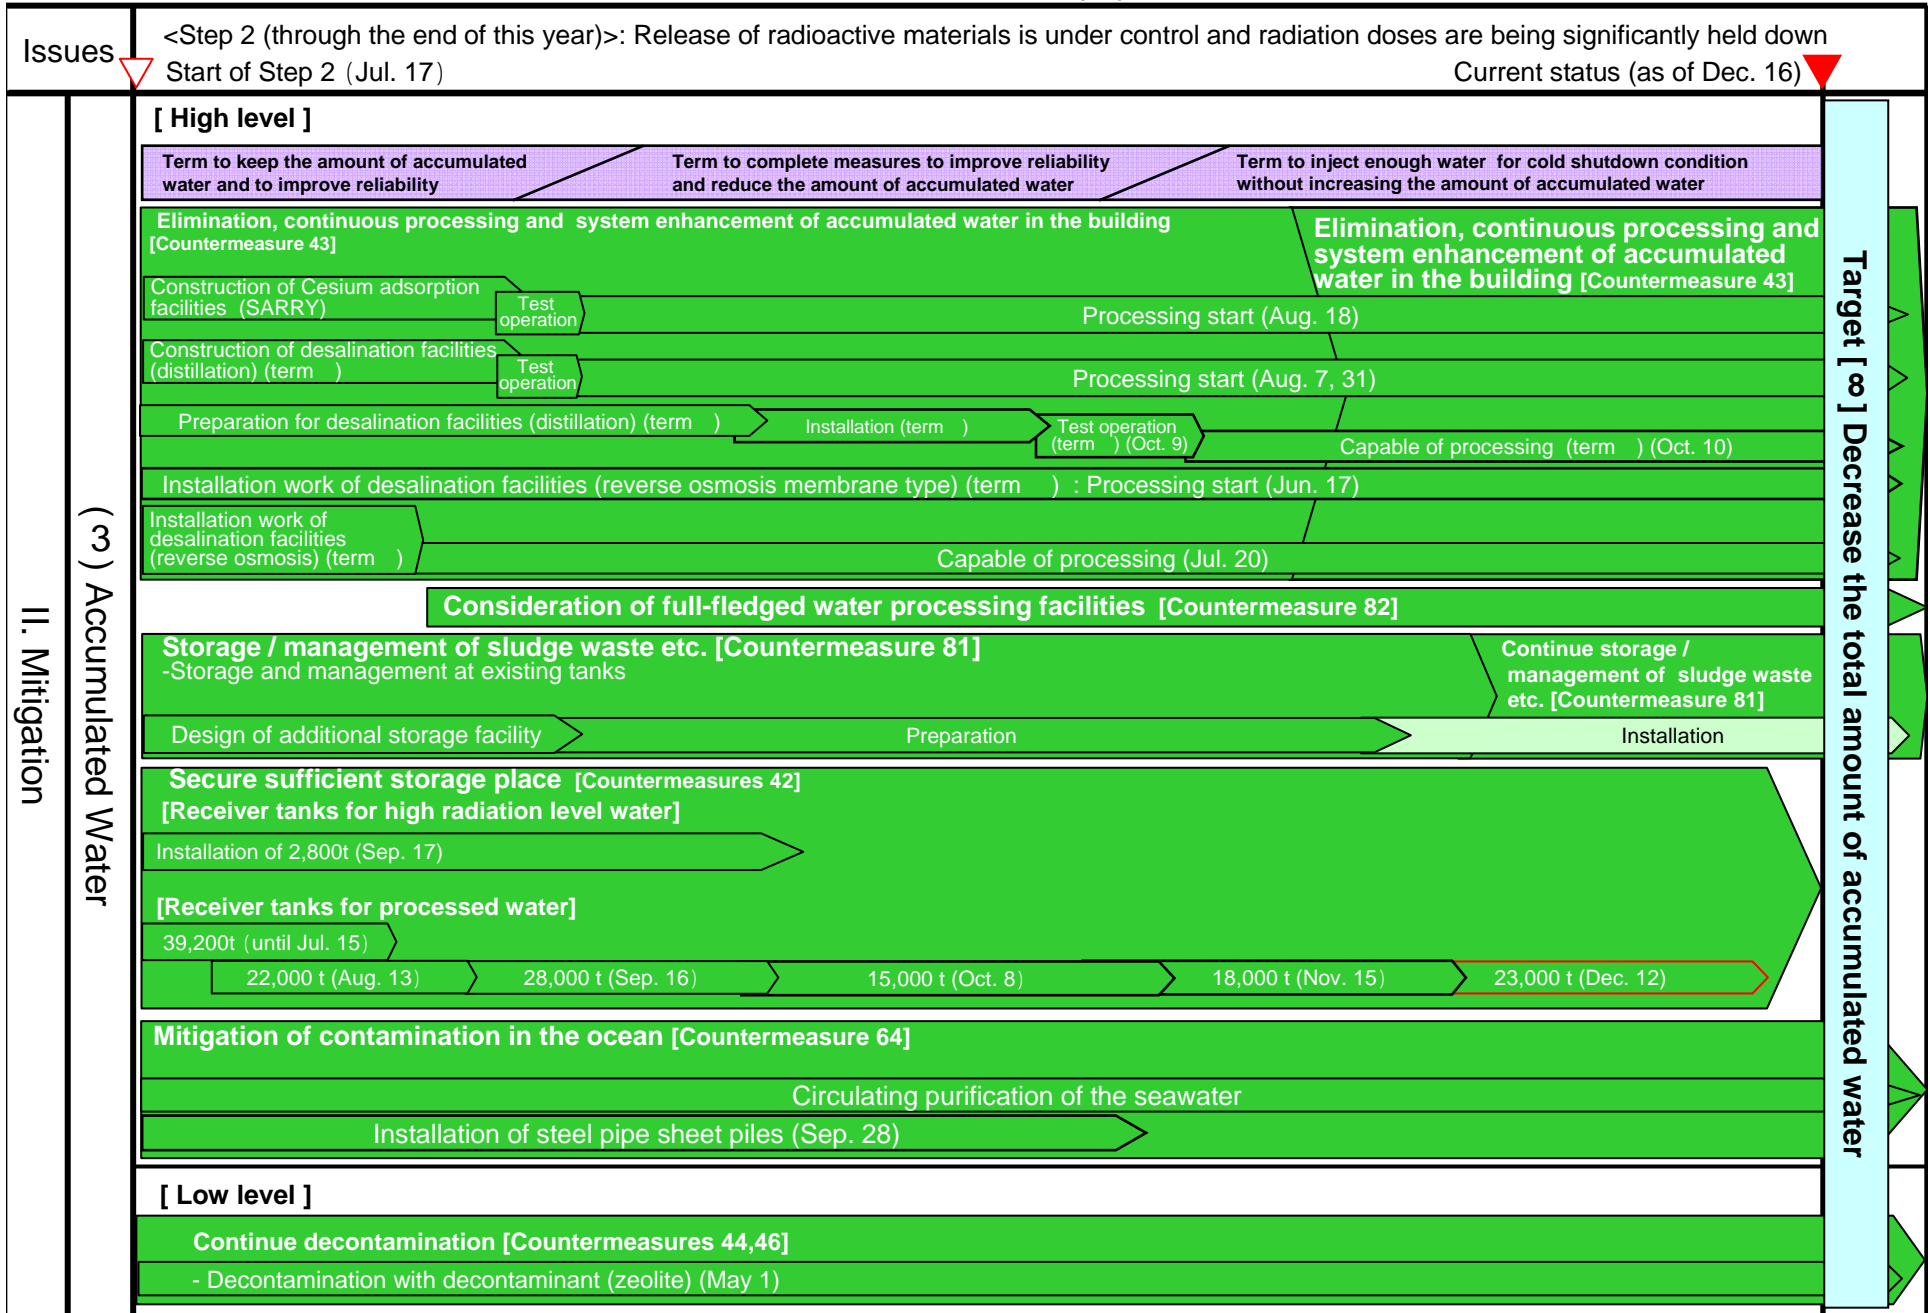 Issues
<Step 2 (through the end of this year)>: Release of radioactive materials is under control and radiation doses are being significantly held down
Start of Step 2 (Jul. 17)
Current status (as of Dec. 16)
II. Mitigation
(3) Accumulated Water
[ High level ]
Term to keep the amount of accumulated
water and to improve reliability
Term to complete measures to improve reliability
and reduce the amount of accumulated water
Term to inject enough water for cold shutdown condition
without increasing the amount of accumulated water
Elimination, continuous processing and system enhancement of accumulated water in the building
[Countermeasure 43]
Elimination, continuous processing and
system enhancement of accumulated
water in the building [Countermeasure 43]
Construction of Cesium adsorption
facilities (SARRY)
Test
operation
Processing start (Aug. 18)
Construction of desalination facilities
(distillation) (term )
Test
operation
Processing start (Aug. 7, 31)
Preparation for desalination facilities (distillation) (term )
Installation (term )
Test operation
(term ) (Oct. 9)
Capable of processing (term ) (Oct. 10)
Installation work of desalination facilities (reverse osmosis membrane type) (term ) : Processing start (Jun. 17)
Installation work of
desalination facilities
(reverse osmosis) (term )
Capable of processing (Jul. 20)
Consideration of full-fledged water processing facilities [Countermeasure 82]
Storage / management of sludge waste etc. [Countermeasure 81]
-Storage and management at existing tanks
Continue storage /
management of sludge waste
etc. [Countermeasure 81]
Design of additional storage facility
Preparation
Installation
Secure sufficient storage place [Countermeasures 42]
[Receiver tanks for high radiation level water]
Installation of 2,800t (Sep. 17)
[Receiver tanks for processed water]
39,200t (until Jul. 15)
22,000 t (Aug. 13)
28,000 t (Sep. 16)
15,000 t (Oct. 8)
18,000 t (Nov. 15)
23,000 t (Dec. 12)
Mitigation of contamination in the ocean [Countermeasure 64]
Circulating purification of the seawater
Installation of steel pipe sheet piles (Sep. 28)
[ Low level ]
Continue decontamination [Countermeasures 44,46]
- Decontamination with decontaminant (zeolite) (May 1)
Target [ 8 ] Decrease the total amount of accumulated water